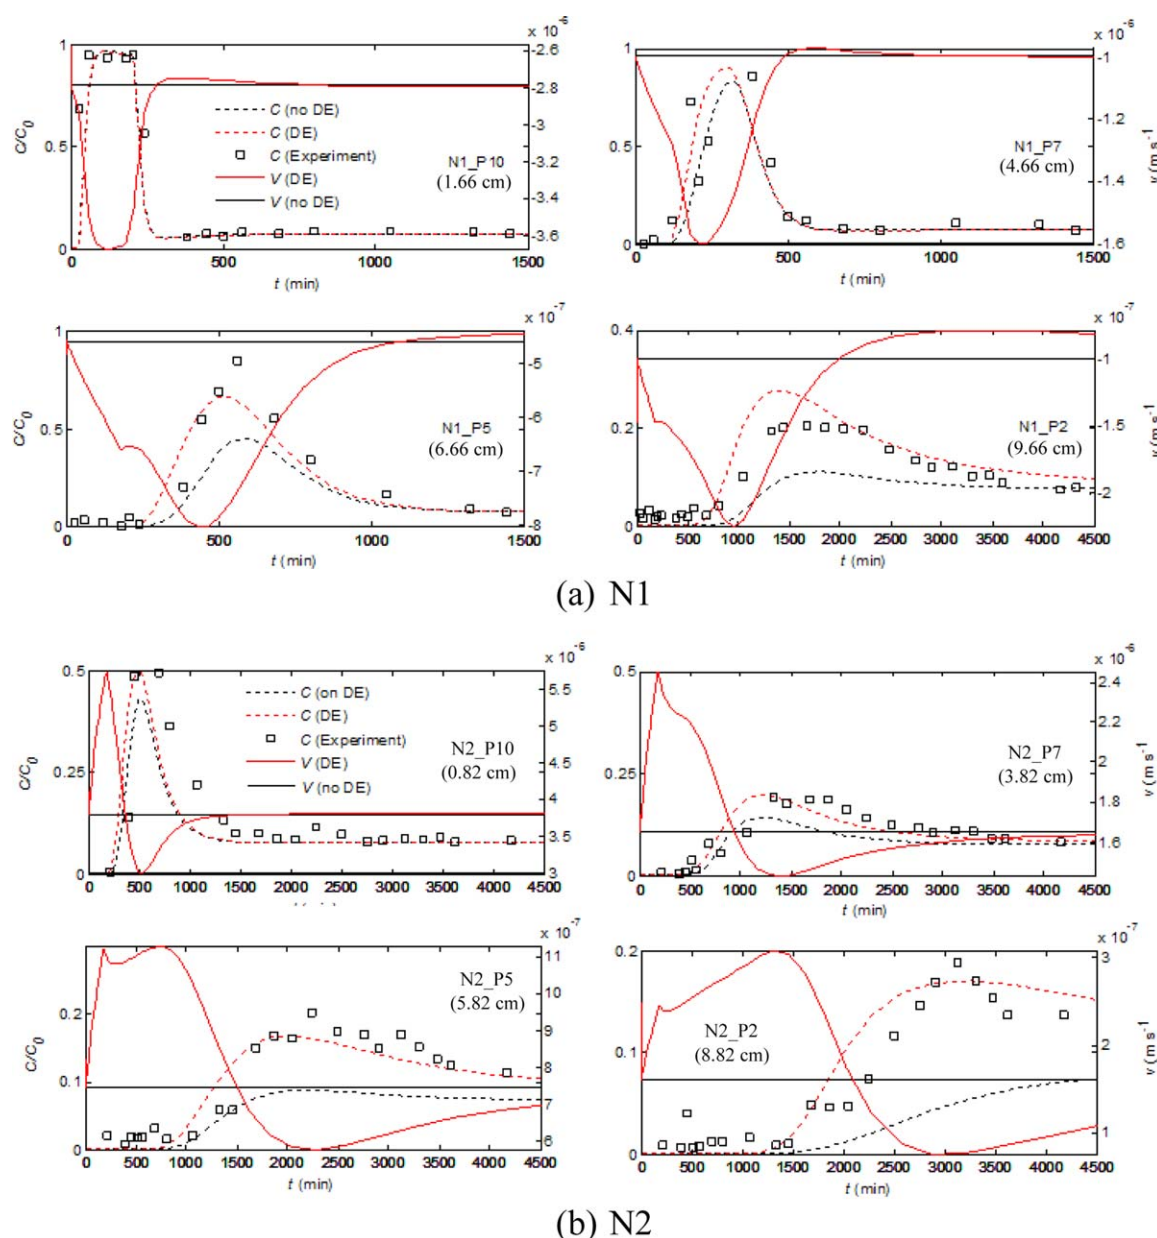 x 10⁻⁶
1
0.5
0
C/C₀
-2.6
-2.8
-3
-3.2
-3.4
-3.6
C (no DE)
C (DE)
C (Experiment)
V (DE)
V (no DE)
N1_P10
(1.66 cm)
0 500 1000 1500
t (min)
x 10⁻⁶
1
0.5
0
-1
-1.2
-1.4
-1.6
v (m s⁻¹)
N1_P7
(4.66 cm)
0 500 1000 1500
t (min)
x 10⁻⁷
1
0.5
0
C/C₀
-5
-6
-7
-8
N1_P5
(6.66 cm)
0 500 1000 1500
t (min)
x 10⁻⁷
0.4
0.2
0
-1
-1.5
-2
v (m s⁻¹)
N1_P2
(9.66 cm)
0 500 1000 1500 2000 2500 3000 3500 4000 4500
t (min)
(a) N1
x 10⁻⁶
0.5
0.25
0
C/C₀
5.5
5
4.5
4
3.5
3
C (on DE)
C (DE)
C (Experiment)
V (DE)
V (no DE)
N2_P10
(0.82 cm)
0 500 1000 1500 2000 2500 3000 3500 4000 4500
x 10⁻⁶
0.5
0.25
0
2.4
2.2
2
1.8
1.6
v (m s⁻¹)
N2_P7
(3.82 cm)
0 500 1000 1500 2000 2500 3000 3500 4000 4500
t (min)
x 10⁻⁷
0.3
0.2
0.1
0
C/C₀
11
10
9
8
7
6
N2_P5
(5.82 cm)
0 500 1000 1500 2000 2500 3000 3500 4000 4500
t (min)
x 10⁻⁷
0.2
0.1
0
3
2
1
v (m s⁻¹)
N2_P2
(8.82 cm)
0 500 1000 1500 2000 2500 3000 3500 4000 4500
t (min)
(b) N2